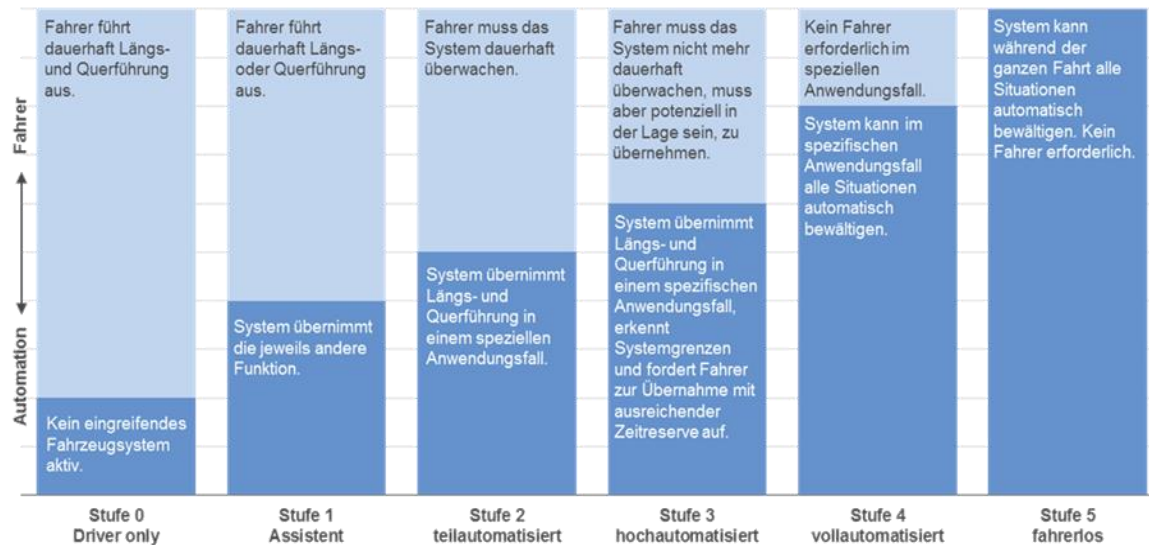 Fahrer führt
dauerhaft Längs-
und Querführung
aus.
Kein eingreifendes
Fahrzeugsystem
aktiv.
Fahrer führt
dauerhaft Längs-
oder Querführung
aus.
System übernimmt
die jeweils andere
Funktion.
Fahrer muss das
System dauerhaft
überwachen.
System übernimmt
Längs- und
Querführung in
einem speziellen
Anwendungsfall.
Fahrer muss das
System nicht mehr
dauerhaft
überwachen, muss
aber potenziell in
der Lage sein, zu
übernehmen.
System übernimmt
Längs- und
Querführung in
einem spezifischen
Anwendungsfall,
erkennt
Systemgrenzen
und fordert Fahrer
zur Übernahme mit
ausreichender
Zeitreserve auf.
Kein Fahrer
erforderlich im
speziellen
Anwendungsfall.
System kann im
spezifischen
Anwendungsfall
alle Situationen
automatisch
bewältigen.
System kann
während der
ganzen Fahrt alle
Situationen
automatisch
bewältigen. Kein
Fahrer erforderlich.
Fahrer
Automation
Stufe 0
Driver only
Stufe 1
Assistent
Stufe 2
teilautomatisiert
Stufe 3
hochautomatisiert
Stufe 4
vollautomatisiert
Stufe 5
fahrerlos